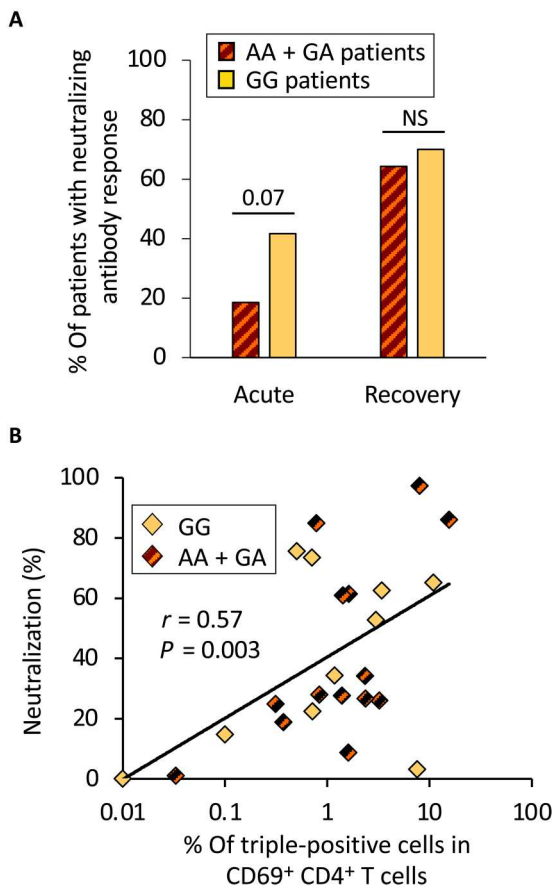 A
% Of patients with neutralizing
antibody response
100
80
60
40
20
0
AA + GA patients
GG patients
0.07
NS
Acute
Recovery
B
Neutralization (%)
100
80
60
40
20
0
GG
AA + GA
r = 0.57
P = 0.003
0.01
0.1
1
10
100
% Of triple-positive cells in
CD69⁺ CD4⁺ T cells